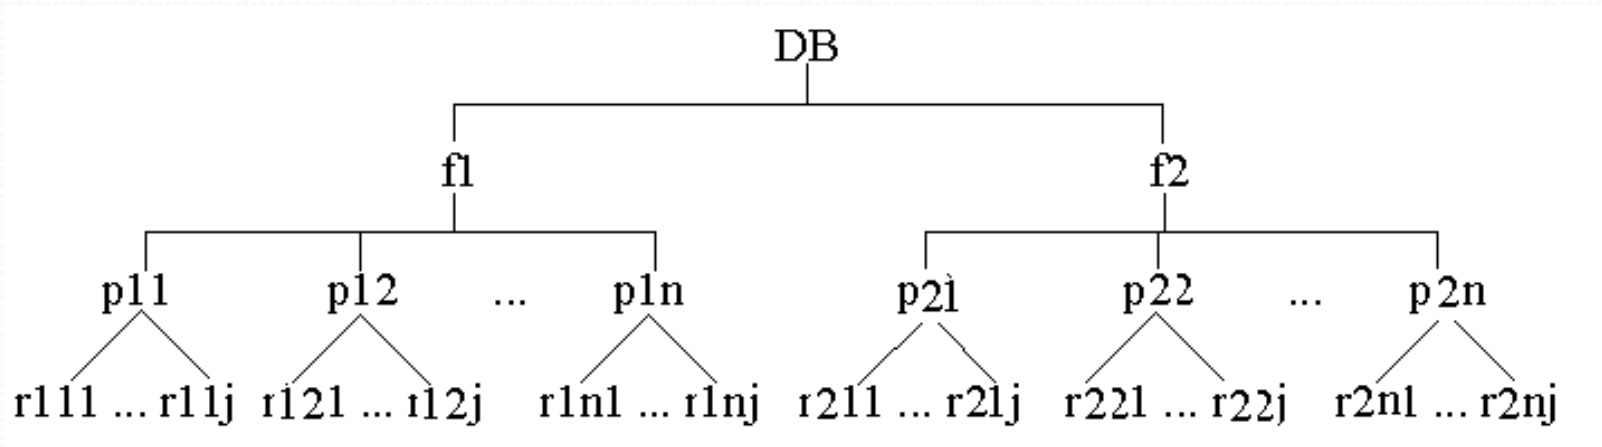 DB
f1 f2
p11 p12 ... p1n p21 p22 ... p2n
r111 ... r11j r121 ... r12j r1n1 ... r1nj r211 ... r21j r221 ... r22j r2n1 ... r2nj